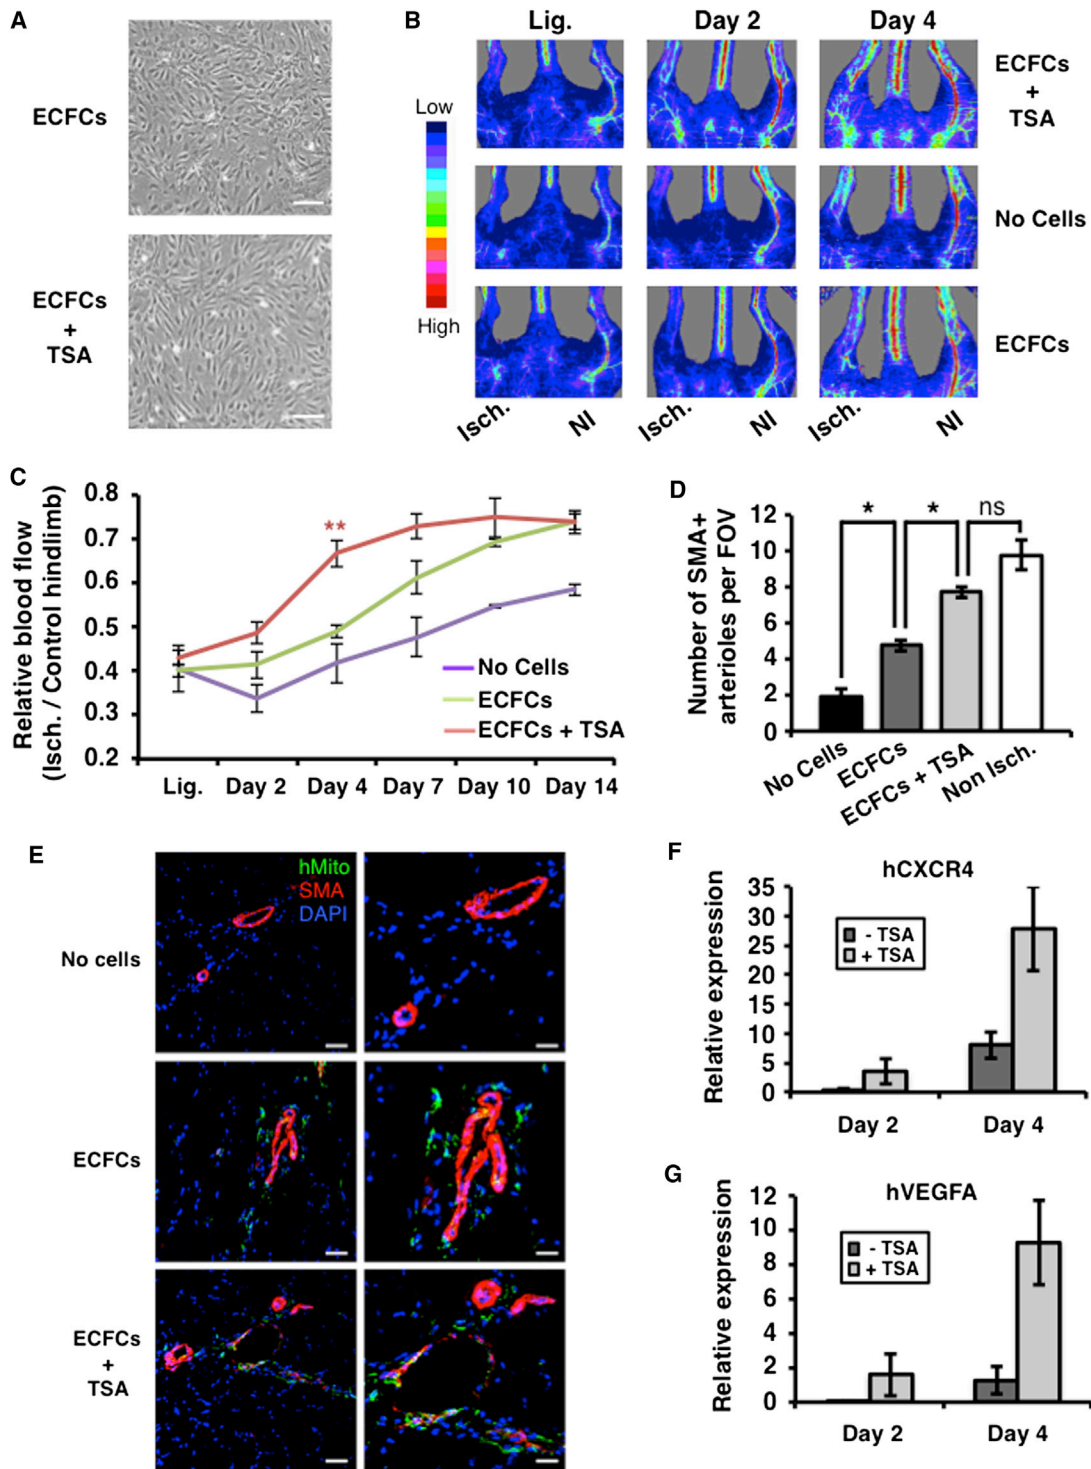 A
ECFCs
ECFCs
+
TSA
B
Lig.
Day 2
Day 4
Low
High
ECFCs
+
TSA
No Cells
ECFCs
Isch.
NI
Isch.
NI
Isch.
NI
C
Relative blood flow
(Isch. / Control hindlimb)
0.8
0.7
0.6
0.5
0.4
0.3
0.2
**
No Cells
ECFCs
ECFCs + TSA
Lig.
Day 2
Day 4
Day 7
Day 10
Day 14
D
Number of SMA+
arterioles per FOV
12
10
8
6
4
2
0
*
*
ns
No Cells
ECFCs
ECFCs + TSA
Non Isch.
E
hMito
SMA
DAPI
No cells
ECFCs
ECFCs
+
TSA
F
hCXCR4
Relative expression
35
30
25
20
15
10
5
0
- TSA
+ TSA
Day 2
Day 4
G
hVEGFA
Relative expression
12
10
8
6
4
2
0
- TSA
+ TSA
Day 2
Day 4